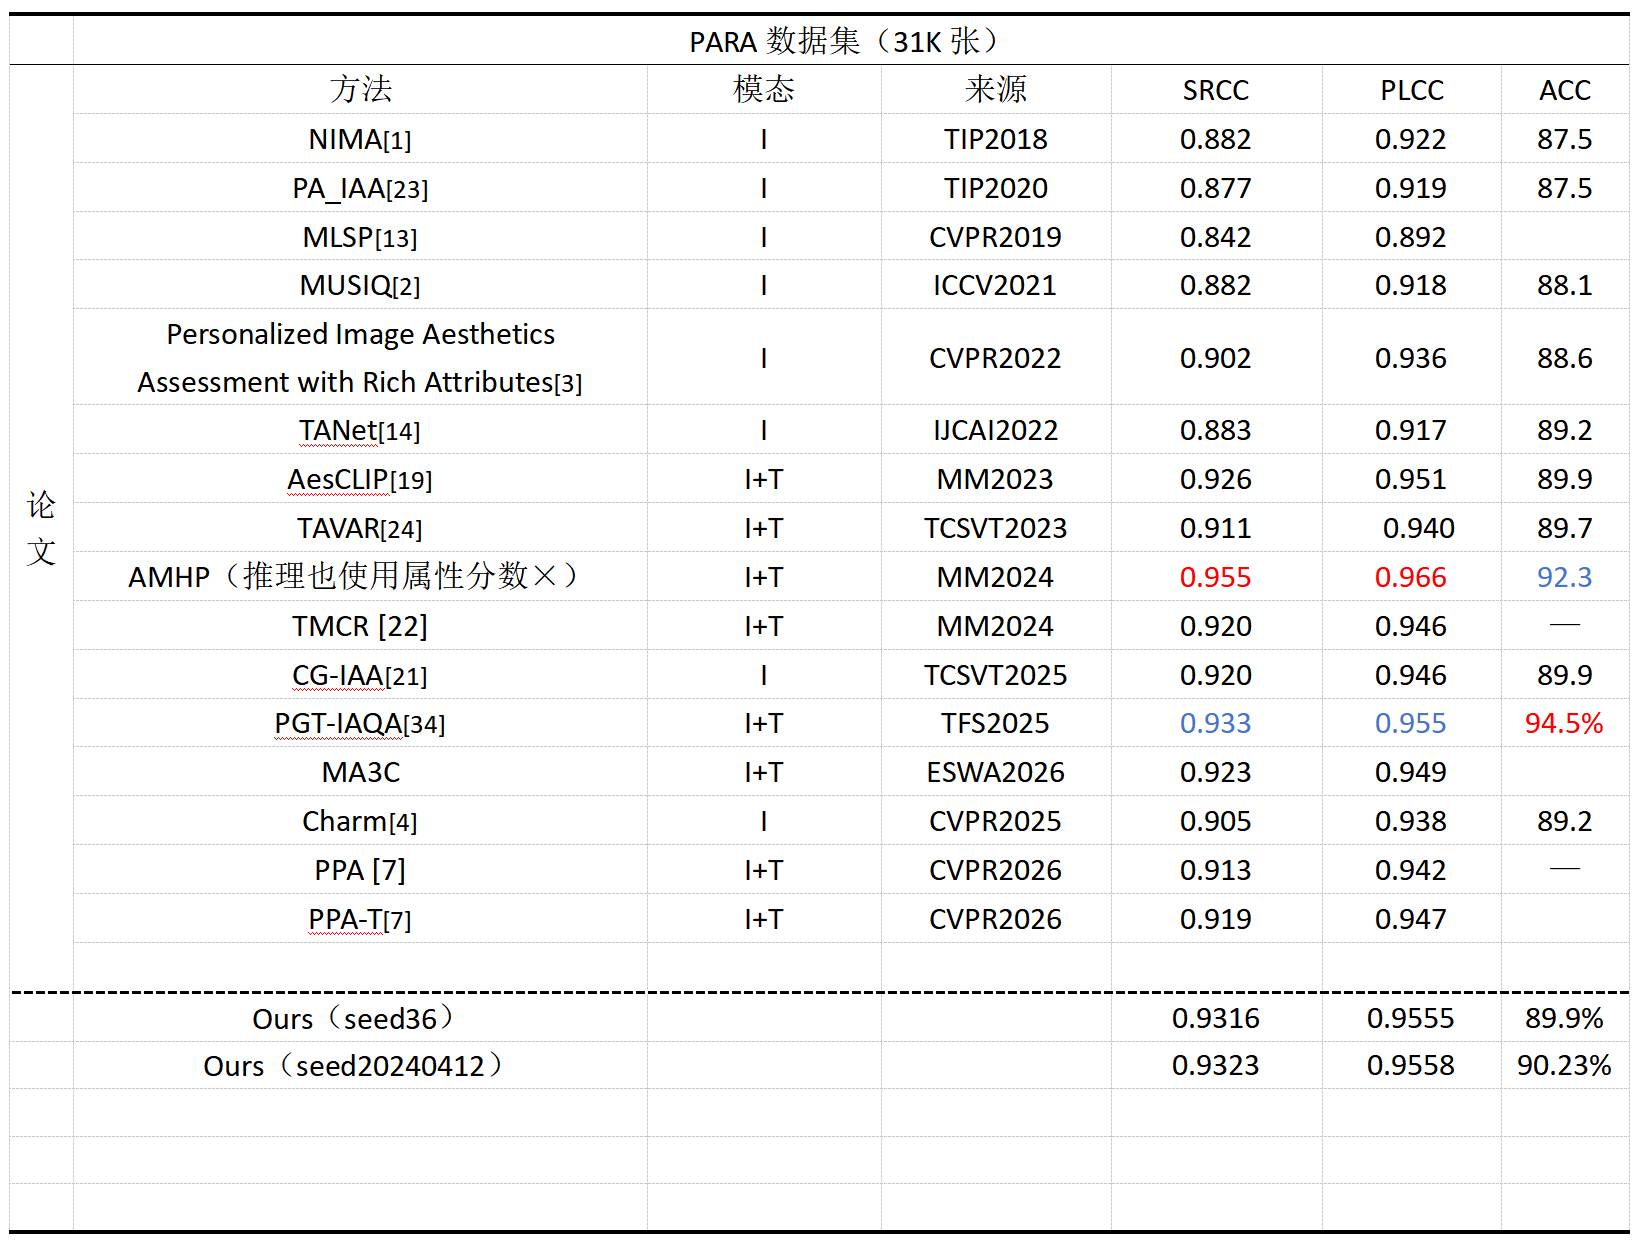 PARA 数据集（31K 张）
方法 模态 来源 SRCC PLCC ACC
NIMA[1] I TIP2018 0.882 0.922 87.5
PA_IAA[23] I TIP2020 0.877 0.919 87.5
MLSP[13] I CVPR2019 0.842 0.892
MUSIQ[2] I ICCV2021 0.882 0.918 88.1
Personalized Image Aesthetics
Assessment with Rich Attributes[3] I CVPR2022 0.902 0.936 88.6
TANet[14] I IJCAI2022 0.883 0.917 89.2
AesCLIP[19] I+T MM2023 0.926 0.951 89.9
论
文
TAVAR[24] I+T TCSVT2023 0.911 0.940 89.7
AMHP（推理也使用属性分数×） I+T MM2024 0.955 0.966 92.3
TMCR [22] I+T MM2024 0.920 0.946 —
CG-IAA[21] I TCSVT2025 0.920 0.946 89.9
PGT-IAQA[34] I+T TFS2025 0.933 0.955 94.5%
MA3C I+T ESWA2026 0.923 0.949
Charm[4] I CVPR2025 0.905 0.938 89.2
PPA [7] I+T CVPR2026 0.913 0.942 —
PPA-T[7] I+T CVPR2026 0.919 0.947
Ours（seed36） 0.9316 0.9555 89.9%
Ours（seed20240412） 0.9323 0.9558 90.23%